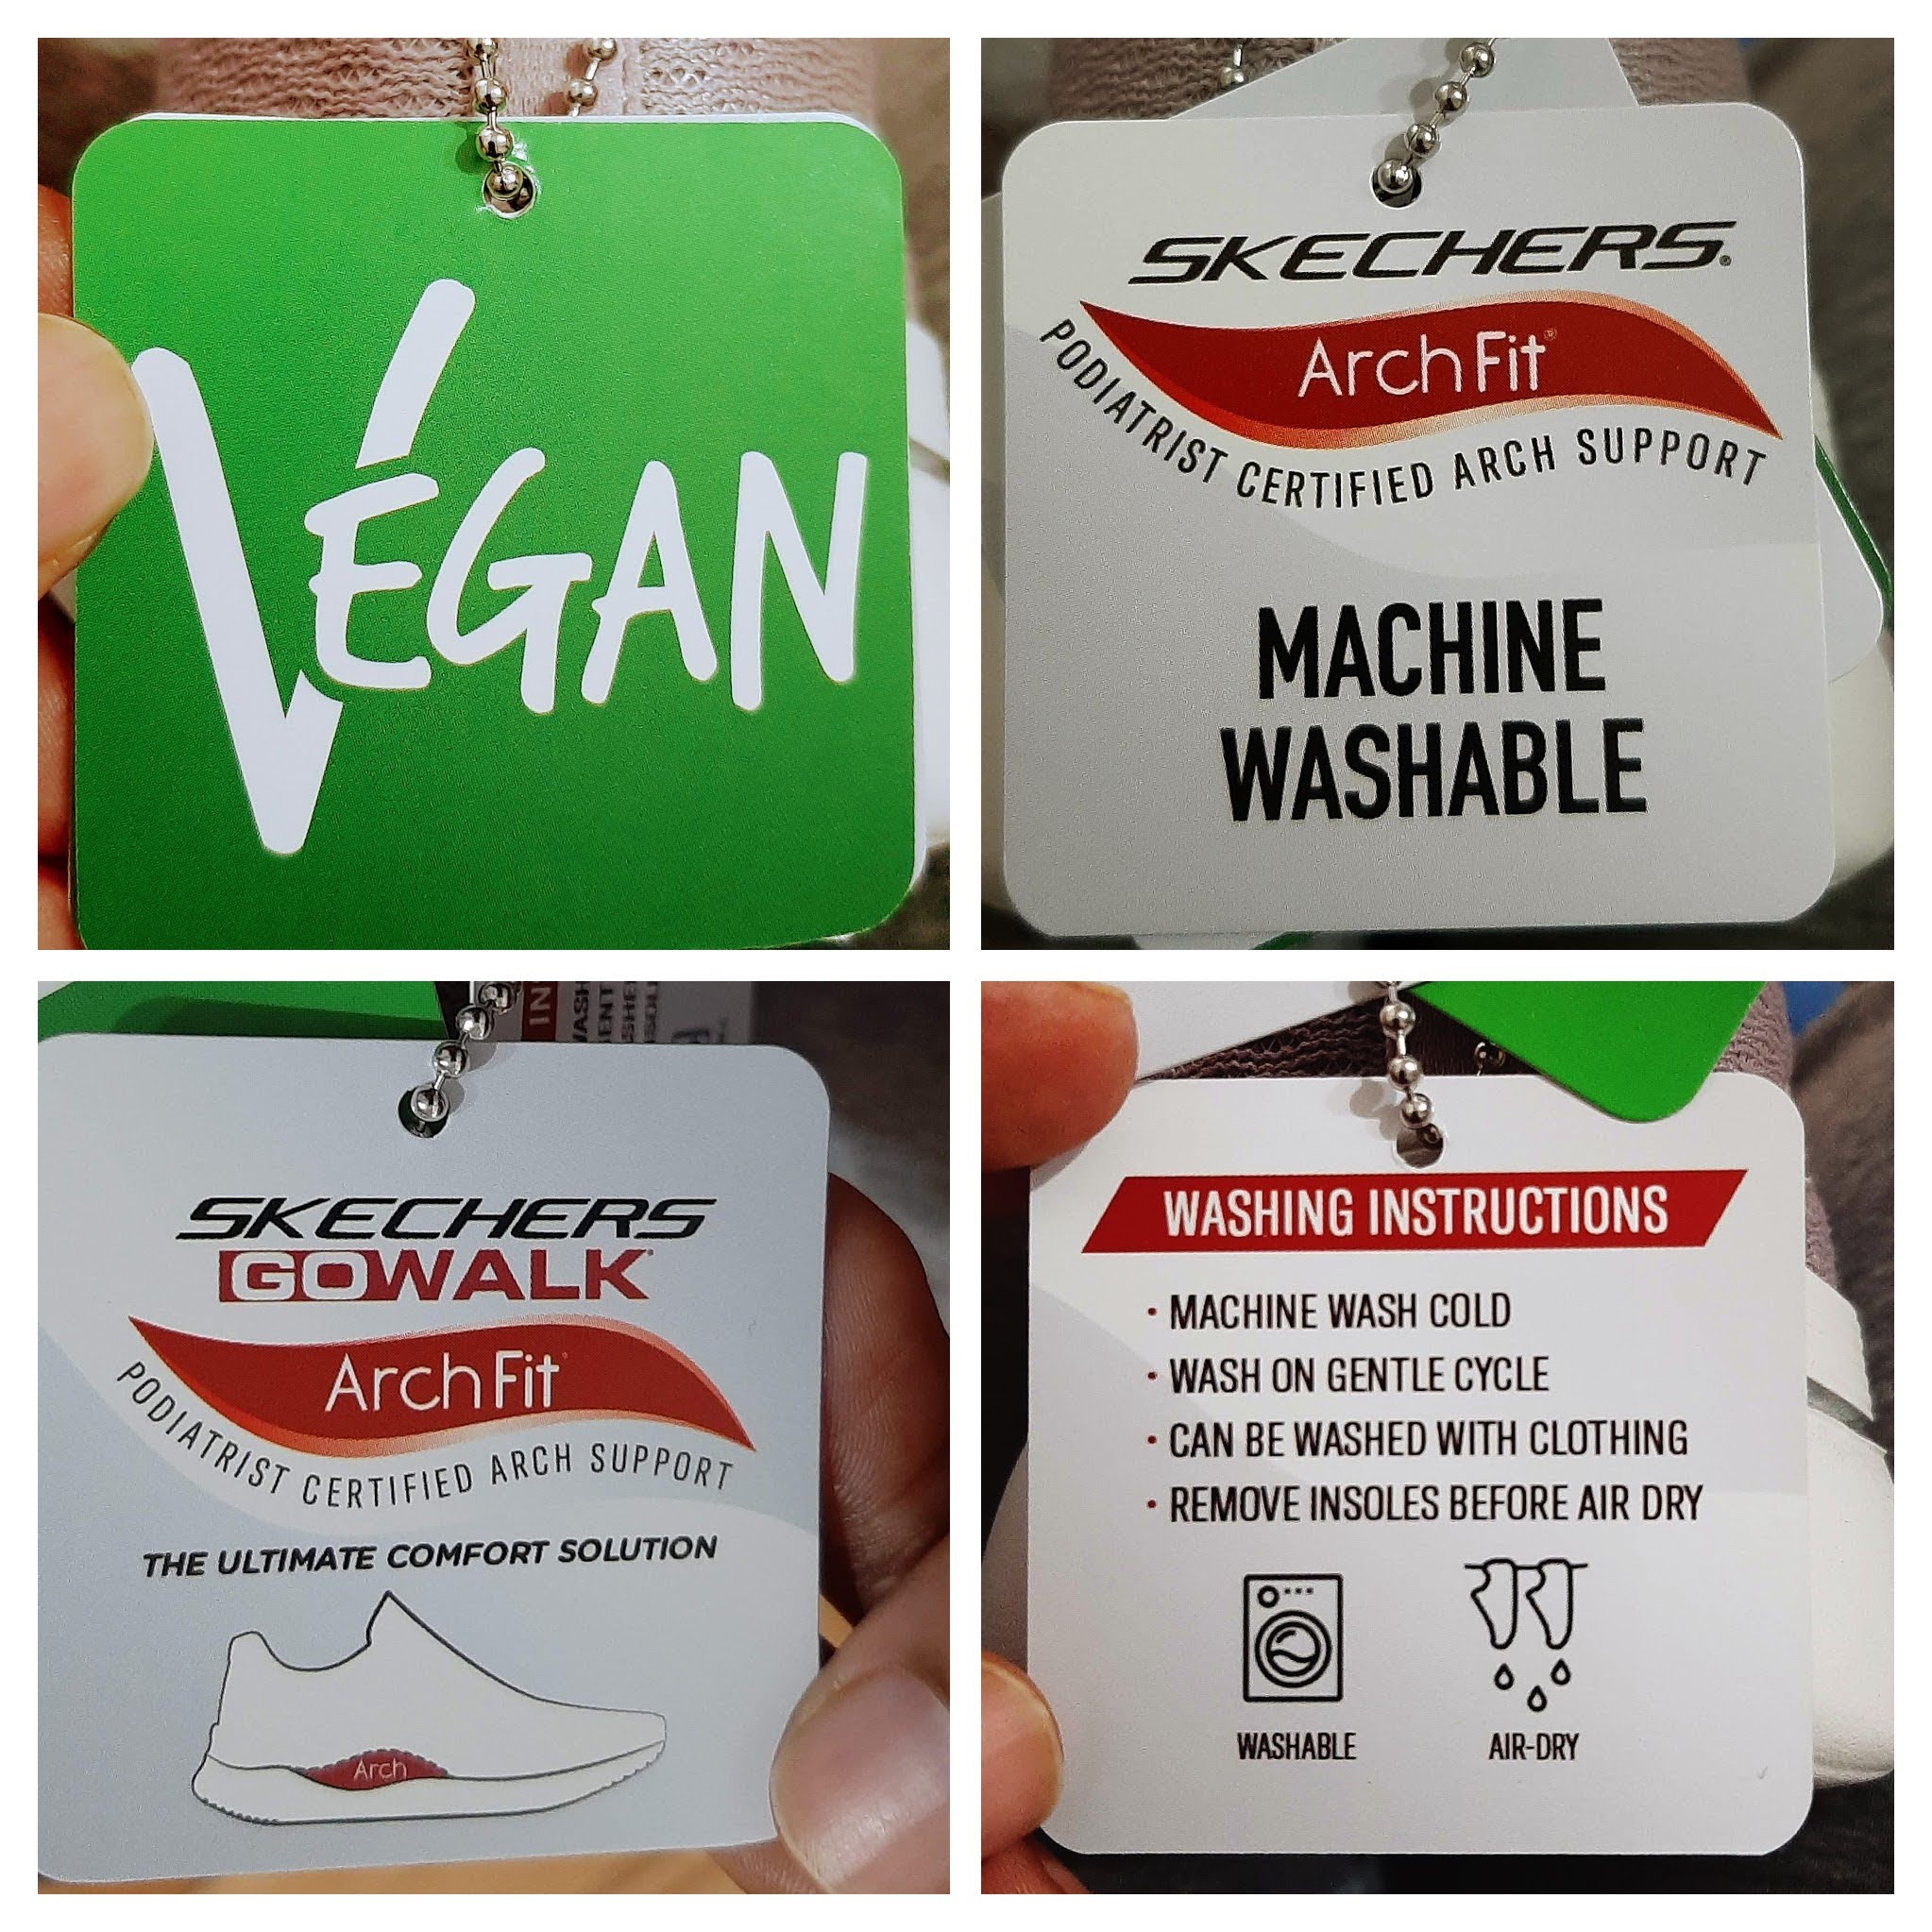 VÉGAN
SKECHERS®
Arch Fit®
PODIATRIST CERTIFIED ARCH SUPPORT
MACHINE
WASHABLE
SKECHERS
GOWALK
Arch Fit
PODIATRIST CERTIFIED ARCH SUPPORT
THE ULTIMATE COMFORT SOLUTION
Arch
WASHING INSTRUCTIONS
· MACHINE WASH COLD
· WASH ON GENTLE CYCLE
· CAN BE WASHED WITH CLOTHING
· REMOVE INSOLES BEFORE AIR DRY
WASHABLE
AIR-DRY